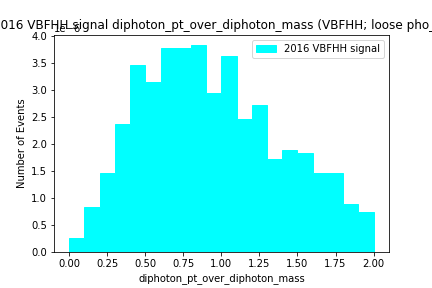 016 VBFHH signal diphoton_pt_over_diphoton_mass (VBFHH; loose pho_
1e−6
2016 VBFHH signal
4.0
3.5
3.0
2.5
2.0
1.5
1.0
0.5
0.0
Number of Events
0.00 0.25 0.50 0.75 1.00 1.25 1.50 1.75 2.00
diphoton_pt_over_diphoton_mass